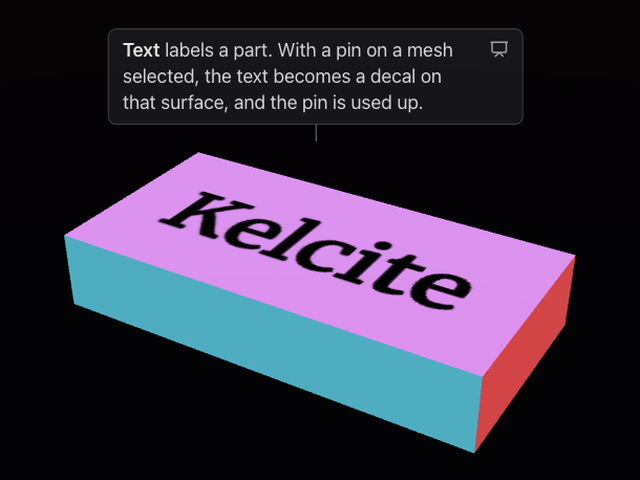 Text labels a part. With a pin on a mesh
selected, the text becomes a decal on
that surface, and the pin is used up.
Kelcite